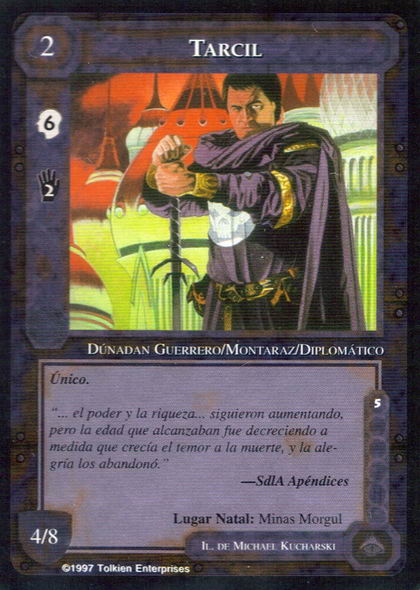 2
TARCIL
6
2
DÚNADAN GUERRERO/MONTARAZ/DIPLOMÁTICO
Único.
5
"... el poder y la riqueza... siguieron aumentando,
pero la edad que alcanzaban fue decreciendo a
medida que crecía el temor a la muerte, y la ale-
gría los abandonó."
—SdlA Apéndices
Lugar Natal: Minas Morgul
4/8
IL. DE MICHAEL KUCHARSKI
©1997 Tolkien Enterprises